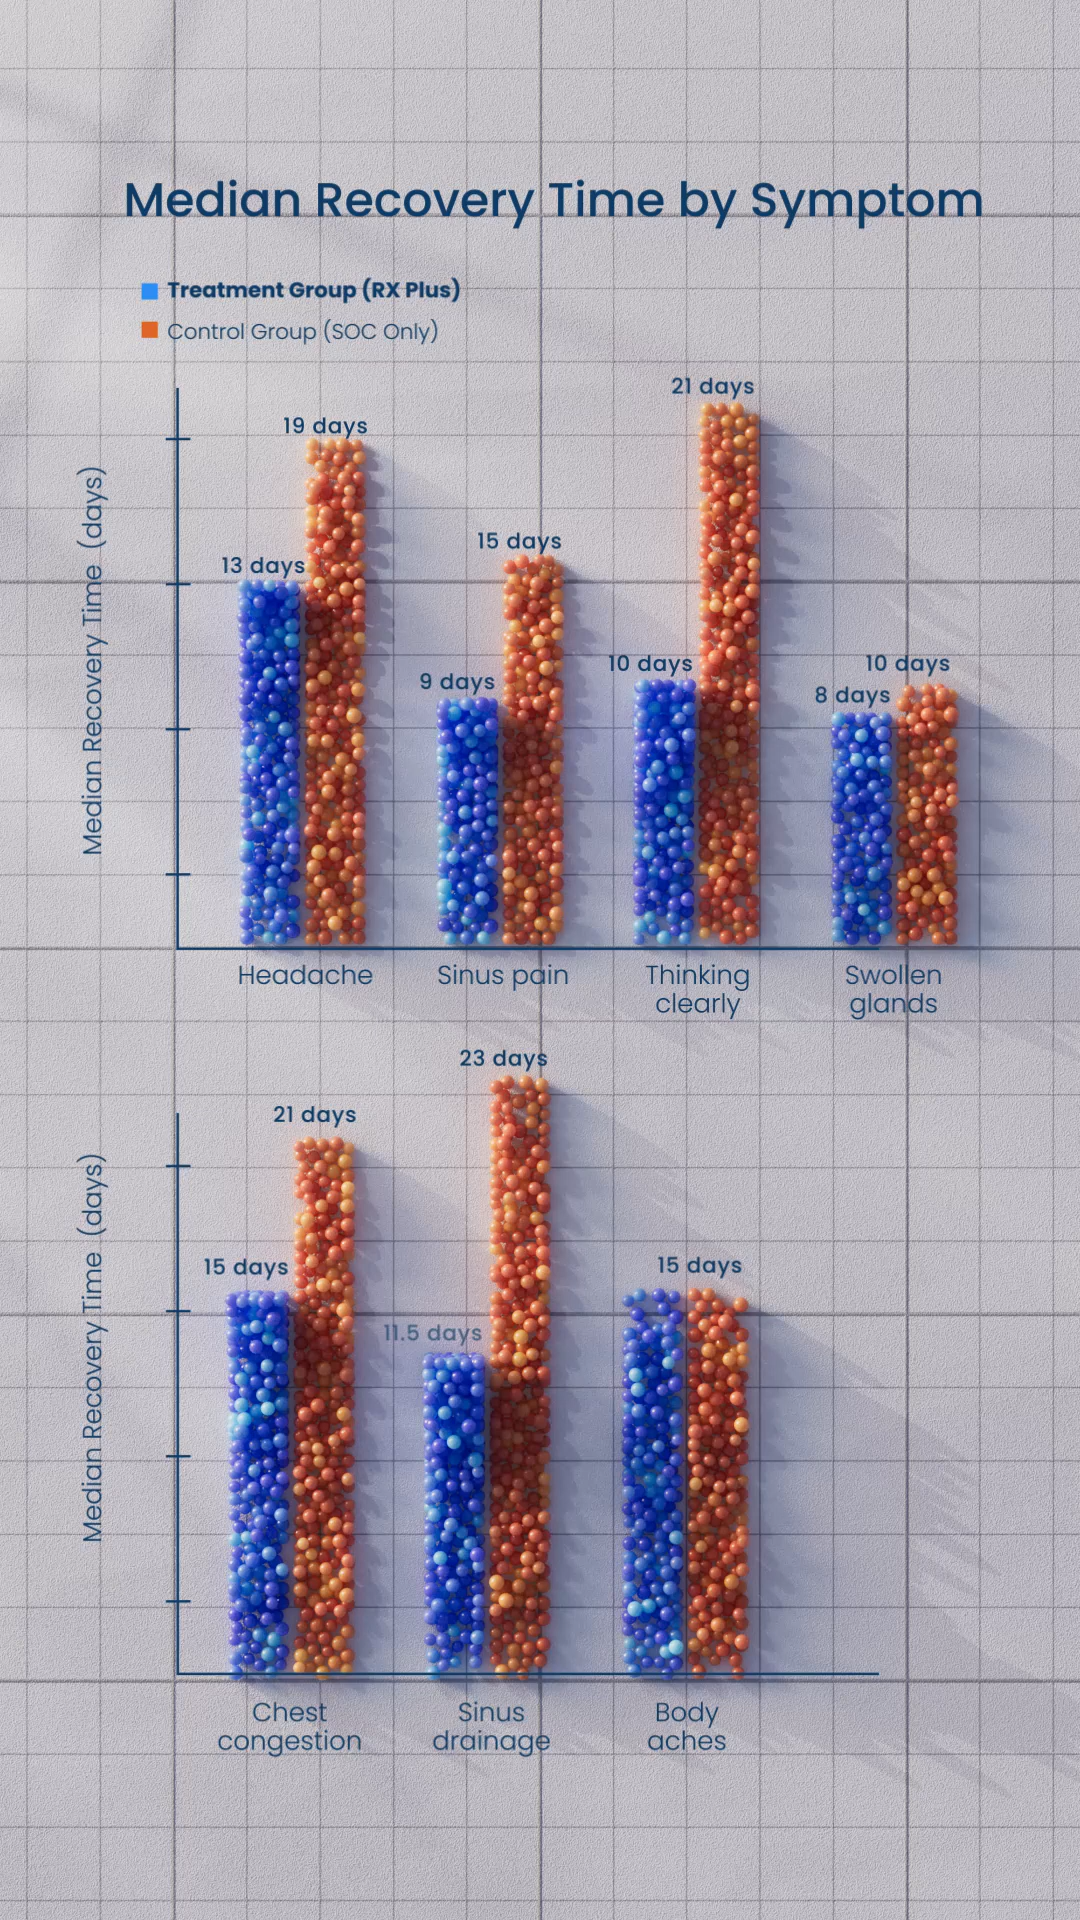 Median Recovery Time by Symptom
Treatment Group (RX Plus)
Control Group (SOC Only)
Median Recovery Time (days)
13 days
19 days
9 days
15 days
10 days
21 days
8 days
10 days
Headache
Sinus pain
Thinking
clearly
Swollen
glands
Median Recovery Time (days)
15 days
21 days
11.5 days
23 days
15 days
Chest
congestion
Sinus
drainage
Body
aches